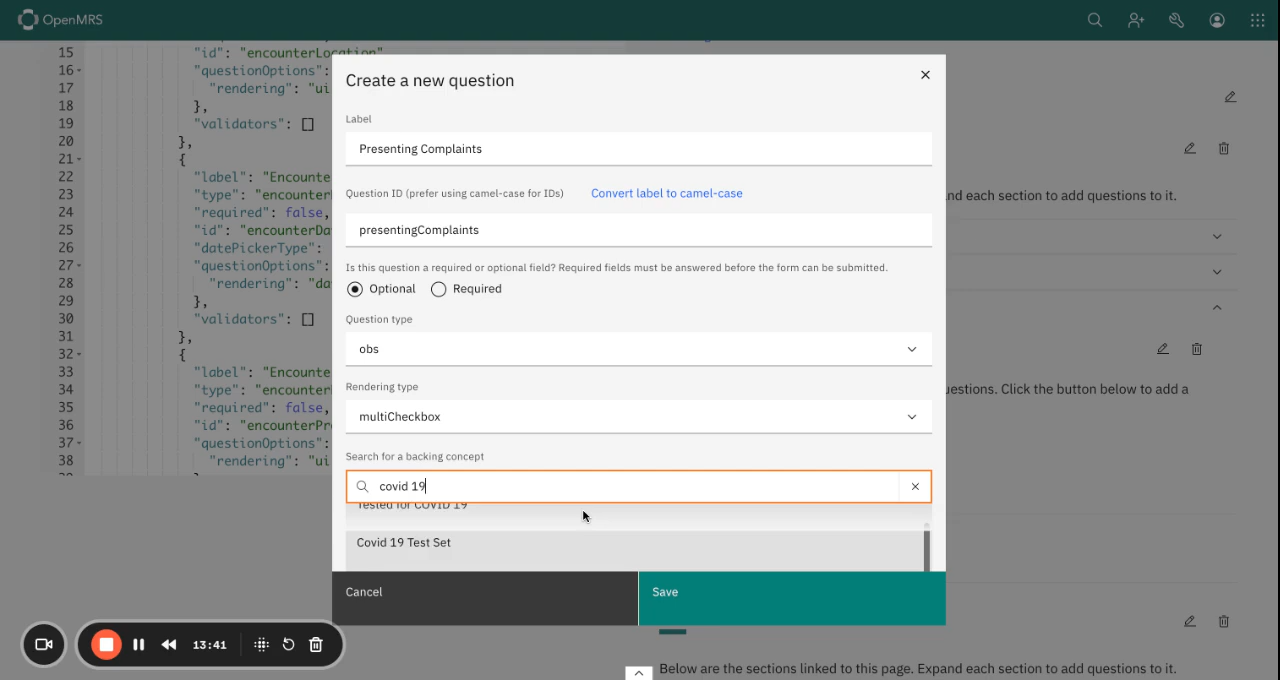 OpenMRS
15 "id": "encounterLocation"
16 "questionOptions":
17 "rendering": "ui
18 },
19 "validators": []
20 },
21 {
22 "label": "Encounte
23 "type": "encounter
24 "required": false,
25 "id": "encounterDa
26 "datePickerType":
27 "questionOptions":
28 "rendering": "da
29 },
30 "validators": []
31 },
32 {
33 "label": "Encounte
34 "type": "encounter
35 "required": false,
36 "id": "encounterPr
37 "questionOptions":
38 "rendering": "ui
Create a new question
Label
Presenting Complaints
Question ID (prefer using camel-case for IDs) Convert label to camel-case
presentingComplaints
Is this question a required or optional field? Required fields must be answered before the form can be submitted.
Optional Required
Question type
obs
Rendering type
multiCheckbox
Search for a backing concept
covid 19
Tested for COVID 19
Covid 19 Test Set
Cancel Save
nd each section to add questions to it.
estions. Click the button below to add a
13:41
Below are the sections linked to this page. Expand each section to add questions to it.